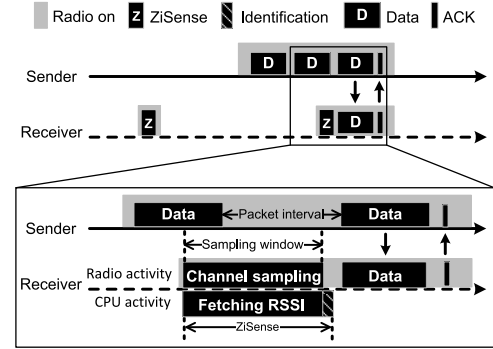 Radio on Z ZiSense Identification D Data ACK
D D D
Sender
Z Z D
Receiver
Data Packet interval Data
Sender
Sampling window
Receiver Radio activity Channel sampling Data
CPU activity Fetching RSSI
ZiSense